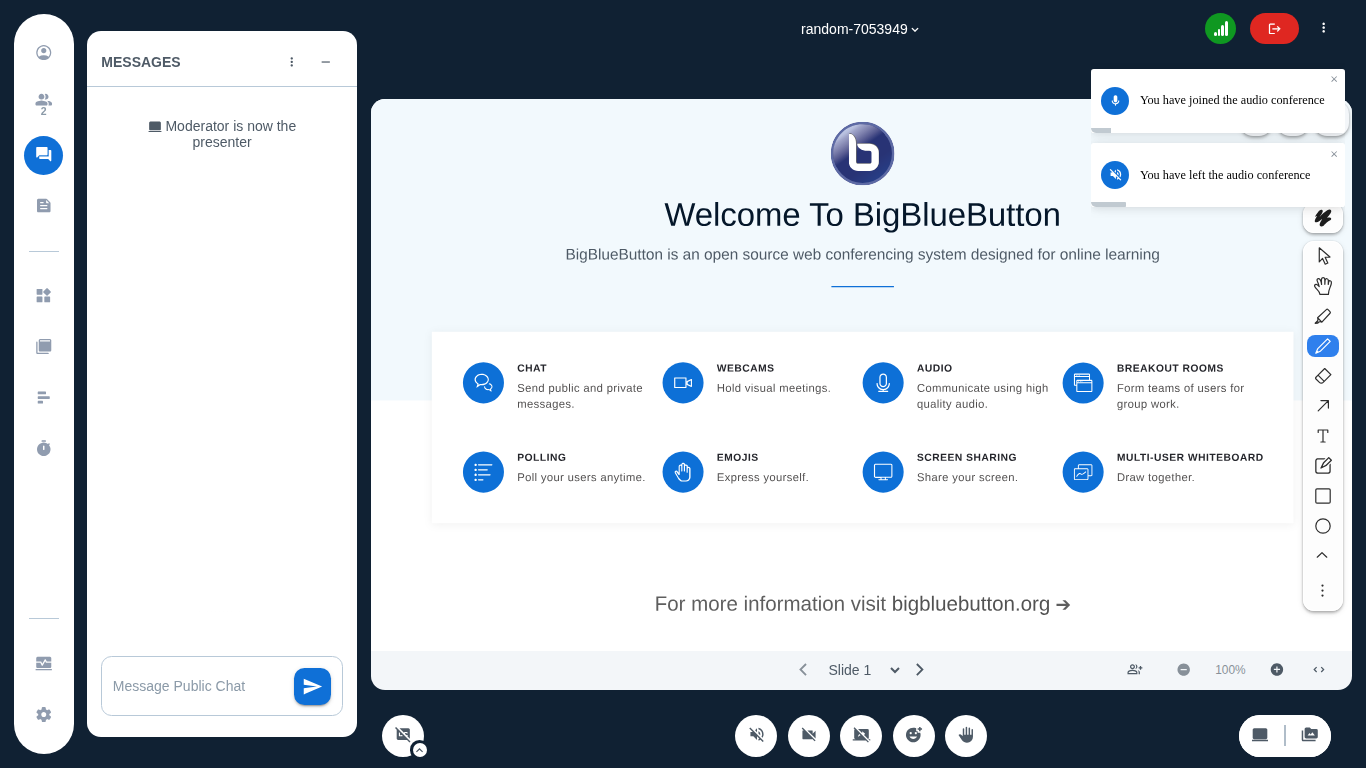 random-7053949
2
MESSAGES
Moderator is now the
presenter
Message Public Chat
You have joined the audio conference
You have left the audio conference
Welcome To BigBlueButton
BigBlueButton is an open source web conferencing system designed for online learning
CHAT
Send public and private
messages.
WEBCAMS
Hold visual meetings.
AUDIO
Communicate using high
quality audio.
BREAKOUT ROOMS
Form teams of users for
group work.
POLLING
Poll your users anytime.
EMOJIS
Express yourself.
SCREEN SHARING
Share your screen.
MULTI-USER WHITEBOARD
Draw together.
For more information visit bigbluebutton.org ➔
Slide 1
100%